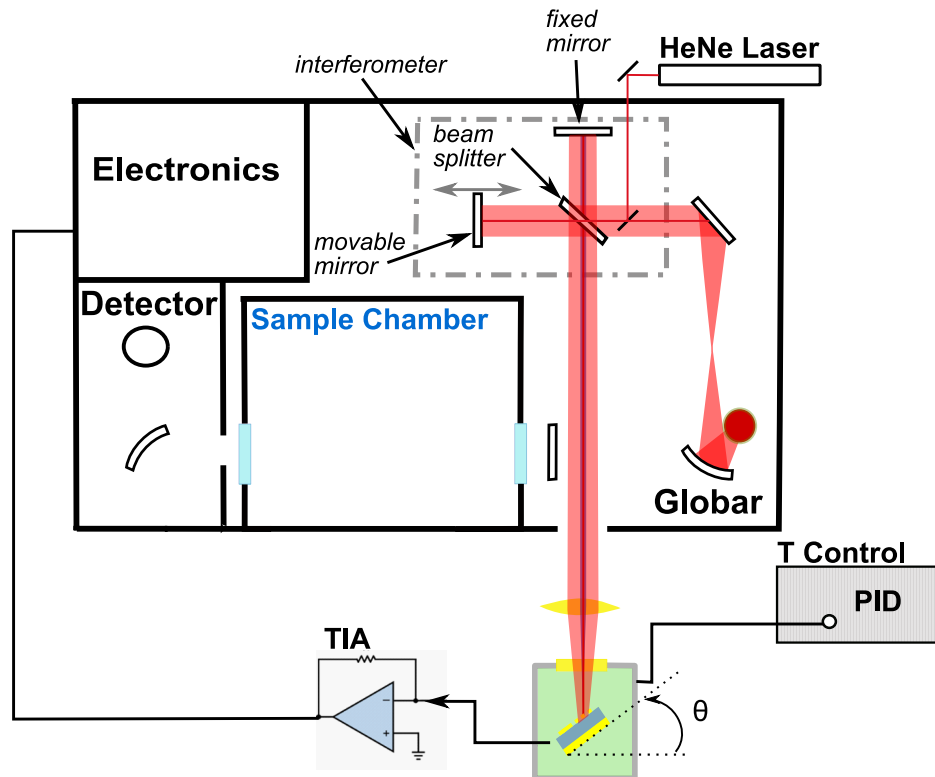 fixed
mirror
HeNe Laser
interferometer
beam
splitter
Electronics
movable
mirror
Detector
Sample Chamber
Globar
T Control
PID
TIA
−
+
θ